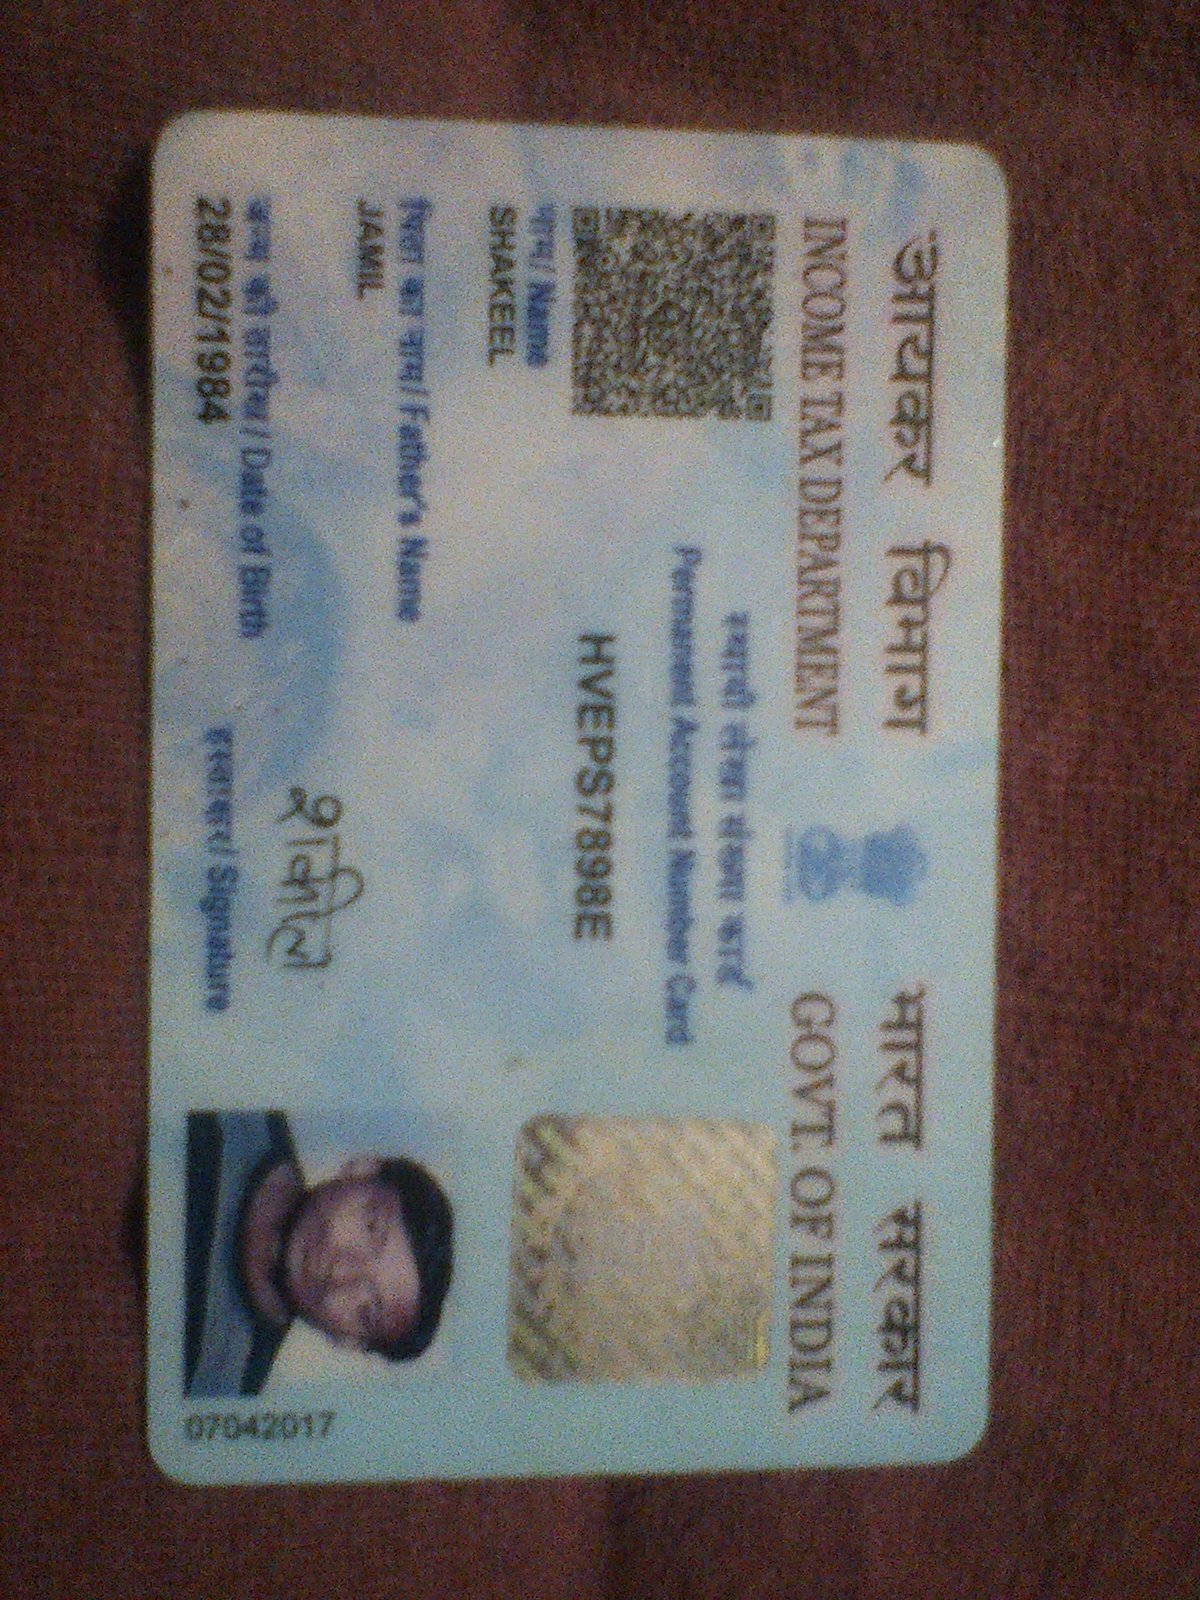 आयकर विभाग
INCOME TAX DEPARTMENT
भारत सरकार
GOVT. OF INDIA
स्थायी लेखा संख्या कार्ड
Permanent Account Number Card
HVEPS7898E
नाम / Name
SHAKEEL
पिता का नाम / Father's Name
JAMIL
जन्म की तारीख / Date of Birth
28/02/1984
शकील
हस्ताक्षर / Signature
07042017